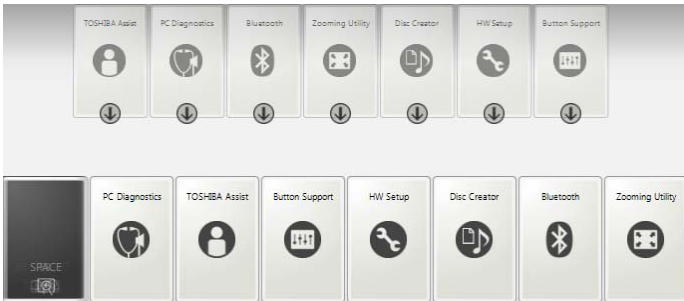 TOSHIBA Assist PC Diagnostics Bluetooth Zooming Utility Disc Creator HW Setup Button Support
PC Diagnostics TOSHIBA Assist Button Support HW Setup Disc Creator Bluetooth Zooming Utility
SPACE